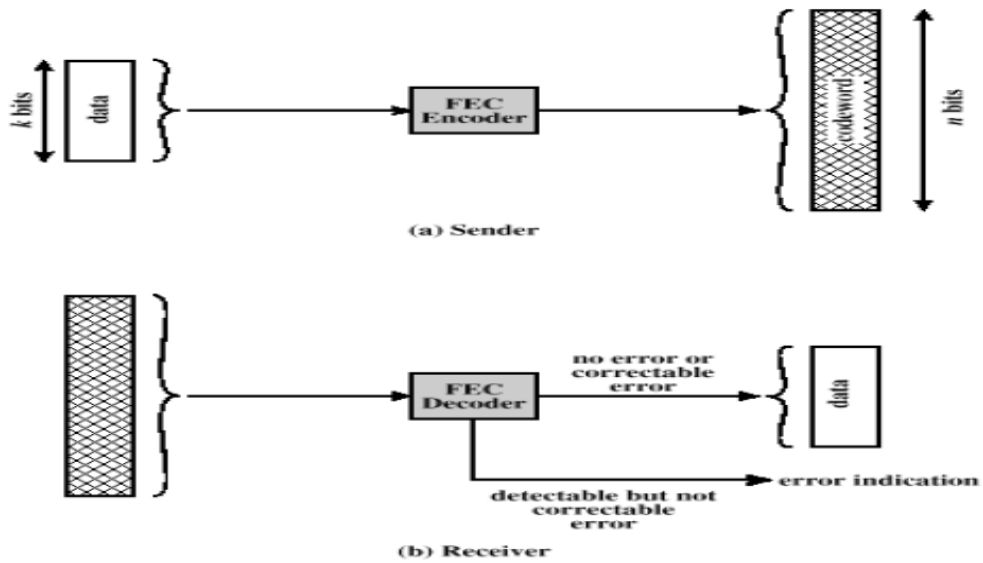 k bits
data
FEC
Encoder
codeword
n bits
(a) Sender
FEC
Decoder
no error or
correctable
error
data
error indication
detectable but not
correctable
error
(b) Receiver